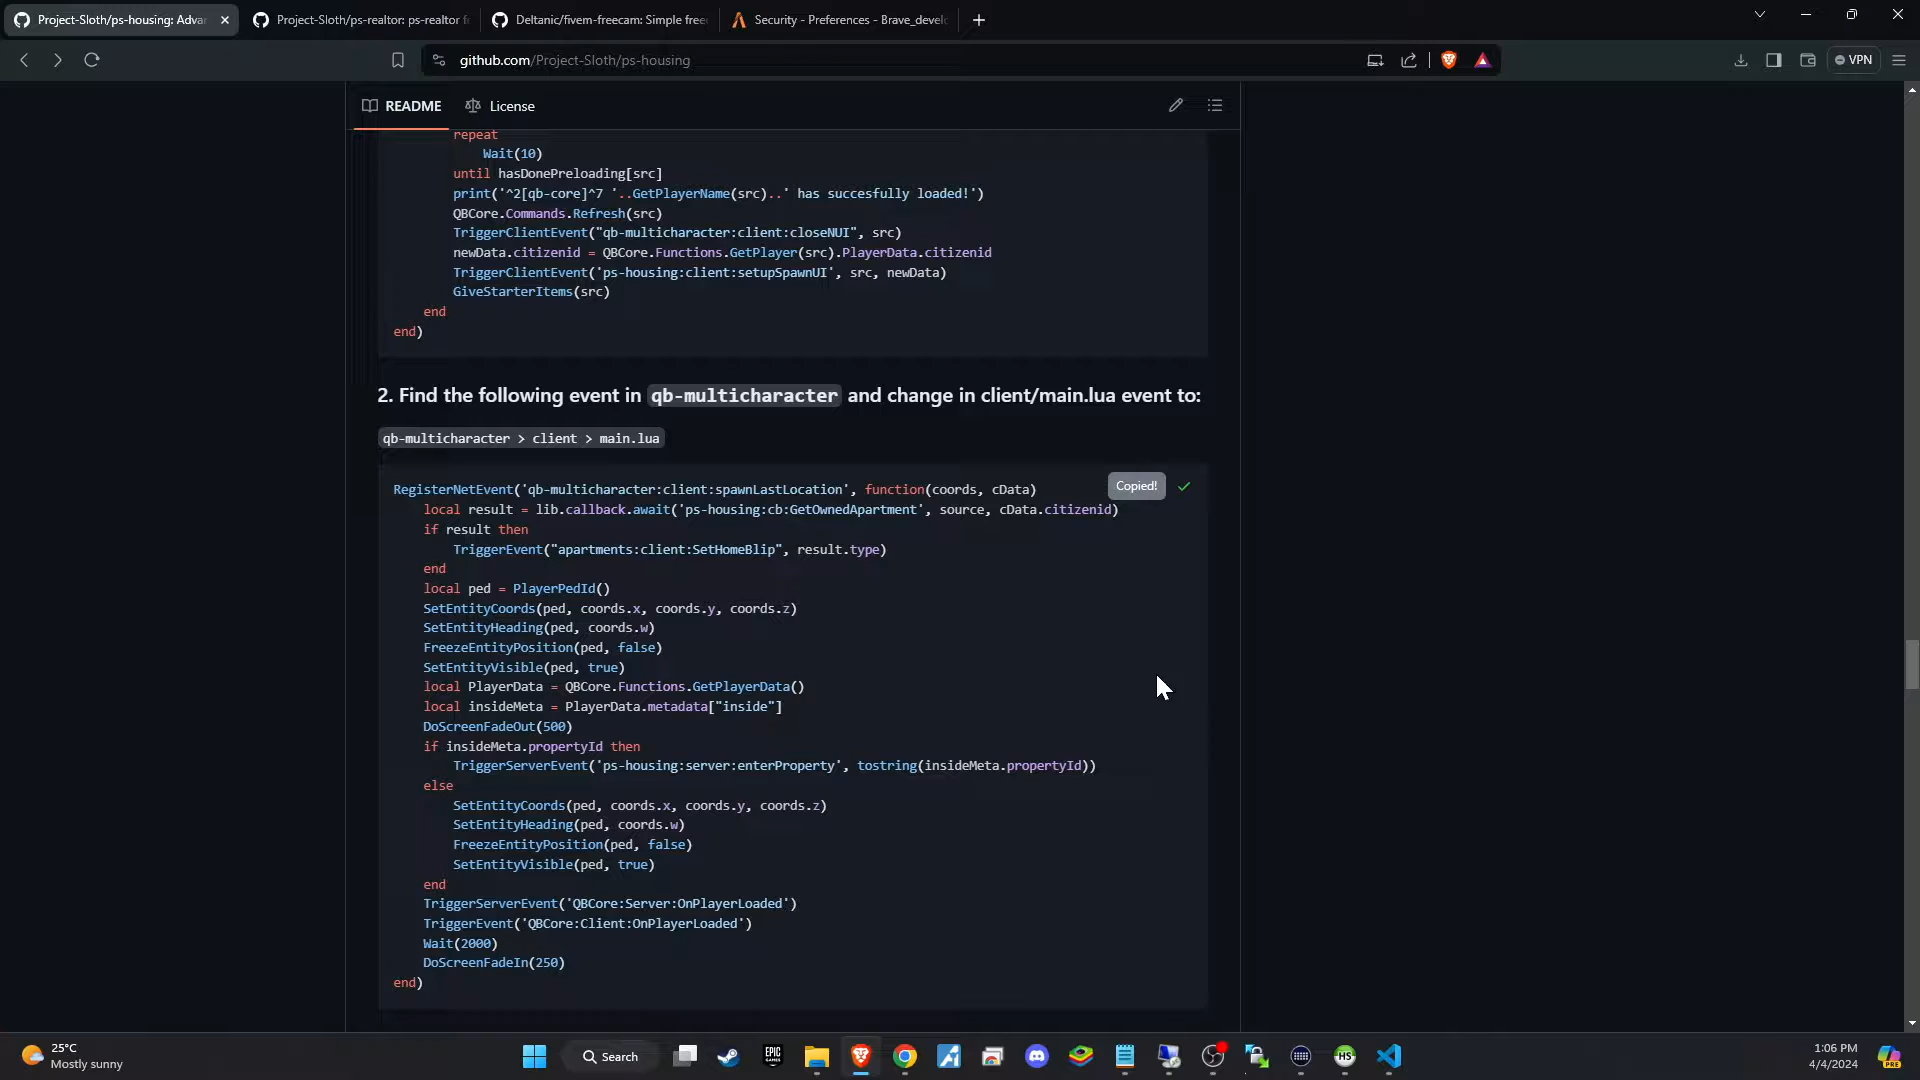 Project-Sloth/ps-housing: Adva
Project-Sloth/ps-realtor: ps-realtor f
Deltanic/fivem-freecam: Simple free
Security - Preferences - Brave_devel
github.com/Project-Sloth/ps-housing
VPN
README
License
repeat
Wait(10)
until hasDonePreloading[src]
print('^2[qb-core]^7 '..GetPlayerName(src)..' has succesfully loaded!')
QBCore.Commands.Refresh(src)
TriggerClientEvent("qb-multicharacter:client:closeNUI", src)
newData.citizenid = QBCore.Functions.GetPlayer(src).PlayerData.citizenid
TriggerClientEvent('ps-housing:client:setupSpawnUI', src, newData)
GiveStarterItems(src)
end
end)
2. Find the following event in qb-multicharacter and change in client/main.lua event to:
qb-multicharacter > client > main.lua
Copied!
RegisterNetEvent('qb-multicharacter:client:spawnLastLocation', function(coords, cData)
local result = lib.callback.await('ps-housing:cb:GetOwnedApartment', source, cData.citizenid)
if result then
TriggerEvent("apartments:client:SetHomeBlip", result.type)
end
local ped = PlayerPedId()
SetEntityCoords(ped, coords.x, coords.y, coords.z)
SetEntityHeading(ped, coords.w)
FreezeEntityPosition(ped, false)
SetEntityVisible(ped, true)
local PlayerData = QBCore.Functions.GetPlayerData()
local insideMeta = PlayerData.metadata["inside"]
DoScreenFadeOut(500)
if insideMeta.propertyId then
TriggerServerEvent('ps-housing:server:enterProperty', tostring(insideMeta.propertyId))
else
SetEntityCoords(ped, coords.x, coords.y, coords.z)
SetEntityHeading(ped, coords.w)
FreezeEntityPosition(ped, false)
SetEntityVisible(ped, true)
end
TriggerServerEvent('QBCore:Server:OnPlayerLoaded')
TriggerEvent('QBCore:Client:OnPlayerLoaded')
Wait(2000)
DoScreenFadeIn(250)
end)
25°C
Mostly sunny
Search
EPIC
GAMES
HS
1:06 PM
4/4/2024
PRE